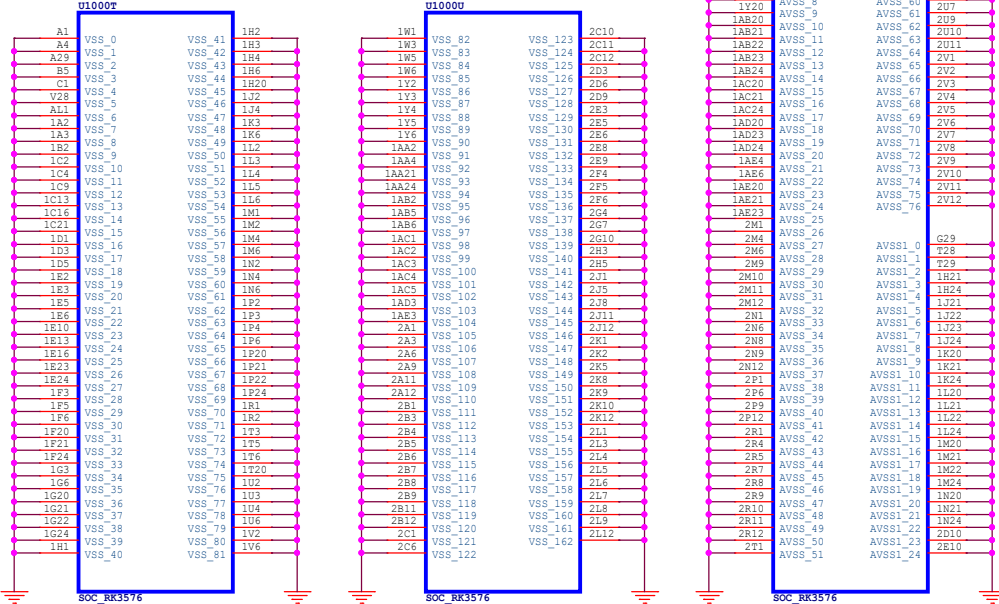 U1000T
A1 VSS_0 VSS_41 1H2
A4 VSS_1 VSS_42 1H3
A29 VSS_2 VSS_43 1H4
B5 VSS_3 VSS_44 1H6
C1 VSS_4 VSS_45 1H20
V28 VSS_5 VSS_46 1J2
AL1 VSS_6 VSS_47 1J4
1A2 VSS_7 VSS_48 1K3
1A3 VSS_8 VSS_49 1K6
1B2 VSS_9 VSS_50 1L2
1C2 VSS_10 VSS_51 1L3
1C4 VSS_11 VSS_52 1L4
1C9 VSS_12 VSS_53 1L5
1C13 VSS_13 VSS_54 1L6
1C16 VSS_14 VSS_55 1M1
1C21 VSS_15 VSS_56 1M2
1D1 VSS_16 VSS_57 1M4
1D3 VSS_17 VSS_58 1M6
1D5 VSS_18 VSS_59 1N2
1E2 VSS_19 VSS_60 1N4
1E3 VSS_20 VSS_61 1N6
1E5 VSS_21 VSS_62 1P2
1E6 VSS_22 VSS_63 1P3
1E10 VSS_23 VSS_64 1P4
1E13 VSS_24 VSS_65 1P6
1E16 VSS_25 VSS_66 1P20
1E23 VSS_26 VSS_67 1P21
1E24 VSS_27 VSS_68 1P22
1F3 VSS_28 VSS_69 1P24
1F5 VSS_29 VSS_70 1R1
1F6 VSS_30 VSS_71 1R2
1F20 VSS_31 VSS_72 1T3
1F21 VSS_32 VSS_73 1T5
1F24 VSS_33 VSS_74 1T6
1G3 VSS_34 VSS_75 1T20
1G6 VSS_35 VSS_76 1U2
1G20 VSS_36 VSS_77 1U3
1G21 VSS_37 VSS_78 1U4
1G22 VSS_38 VSS_79 1U6
1G24 VSS_39 VSS_80 1V2
1H1 VSS_40 VSS_81 1V6
SOC_RK3576
U1000U
1W1 VSS_82 VSS_123 2C10
1W3 VSS_83 VSS_124 2C11
1W5 VSS_84 VSS_125 2C12
1W6 VSS_85 VSS_126 2D3
1Y2 VSS_86 VSS_127 2D6
1Y3 VSS_87 VSS_128 2D9
1Y4 VSS_88 VSS_129 2E3
1Y5 VSS_89 VSS_130 2E5
1Y6 VSS_90 VSS_131 2E6
1AA2 VSS_91 VSS_132 2E8
1AA4 VSS_92 VSS_133 2E9
1AA21 VSS_93 VSS_134 2F4
1AA24 VSS_94 VSS_135 2F5
1AB2 VSS_95 VSS_136 2F6
1AB5 VSS_96 VSS_137 2G4
1AB6 VSS_97 VSS_138 2G7
1AC1 VSS_98 VSS_139 2G10
1AC2 VSS_99 VSS_140 2H3
1AC3 VSS_100 VSS_141 2H5
1AC4 VSS_101 VSS_142 2J1
1AC5 VSS_102 VSS_143 2J5
1AD3 VSS_103 VSS_144 2J8
1AE3 VSS_104 VSS_145 2J11
2A1 VSS_105 VSS_146 2J12
2A3 VSS_106 VSS_147 2K1
2A6 VSS_107 VSS_148 2K2
2A9 VSS_108 VSS_149 2K5
2A11 VSS_109 VSS_150 2K8
2A12 VSS_110 VSS_151 2K9
2B1 VSS_111 VSS_152 2K10
2B3 VSS_112 VSS_153 2K12
2B4 VSS_113 VSS_154 2L1
2B5 VSS_114 VSS_155 2L3
2B6 VSS_115 VSS_156 2L4
2B7 VSS_116 VSS_157 2L5
2B8 VSS_117 VSS_158 2L6
2B9 VSS_118 VSS_159 2L7
2B11 VSS_119 VSS_160 2L8
2B12 VSS_120 VSS_161 2L9
2C1 VSS_121 VSS_162 2L12
2C6 VSS_122
SOC_RK3576
AVSS_8 AVSS_60
1Y20 AVSS_9 AVSS_61 2U7
1AB20 AVSS_10 AVSS_62 2U9
1AB21 AVSS_11 AVSS_63 2U10
1AB22 AVSS_12 AVSS_64 2U11
1AB23 AVSS_13 AVSS_65 2V1
1AB24 AVSS_14 AVSS_66 2V2
1AC20 AVSS_15 AVSS_67 2V3
1AC21 AVSS_16 AVSS_68 2V4
1AC24 AVSS_17 AVSS_69 2V5
1AD20 AVSS_18 AVSS_70 2V6
1AD23 AVSS_19 AVSS_71 2V7
1AD24 AVSS_20 AVSS_72 2V8
1AE4 AVSS_21 AVSS_73 2V9
1AE6 AVSS_22 AVSS_74 2V10
1AE20 AVSS_23 AVSS_75 2V11
1AE21 AVSS_24 AVSS_76 2V12
1AE23 AVSS_25
2M1 AVSS_26
2M4 AVSS_27 AVSS1_0 G29
2M6 AVSS_28 AVSS1_1 T28
2M9 AVSS_29 AVSS1_2 T29
2M10 AVSS_30 AVSS1_3 1H21
2M11 AVSS_31 AVSS1_4 1H24
2M12 AVSS_32 AVSS1_5 1J21
2N1 AVSS_33 AVSS1_6 1J22
2N6 AVSS_34 AVSS1_7 1J23
2N8 AVSS_35 AVSS1_8 1J24
2N9 AVSS_36 AVSS1_9 1K20
2N12 AVSS_37 AVSS1_10 1K21
2P1 AVSS_38 AVSS1_11 1K24
2P6 AVSS_39 AVSS1_12 1L20
2P9 AVSS_40 AVSS1_13 1L21
2P12 AVSS_41 AVSS1_14 1L22
2R1 AVSS_42 AVSS1_15 1L24
2R4 AVSS_43 AVSS1_16 1M20
2R5 AVSS_44 AVSS1_17 1M21
2R7 AVSS_45 AVSS1_18 1M22
2R8 AVSS_46 AVSS1_19 1M24
2R9 AVSS_47 AVSS1_20 1N20
2R10 AVSS_48 AVSS1_21 1N21
2R11 AVSS_49 AVSS1_22 1N24
2R12 AVSS_50 AVSS1_23 2D10
2T1 AVSS_51 AVSS1_24 2E10
SOC_RK3576